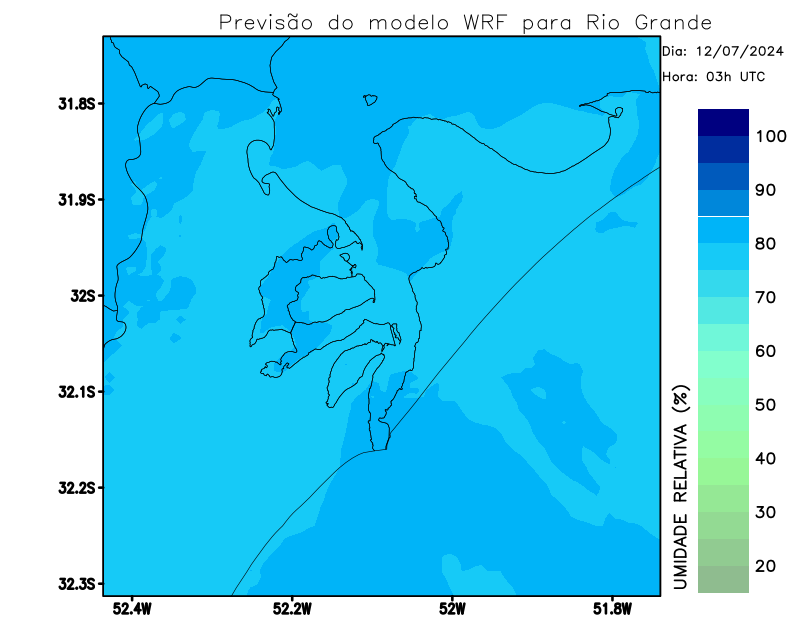 Previsão do modelo WRF para Rio Grande
Dia: 12/07/2024
Hora: 03h UTC
31.8S
31.9S
32S
32.1S
32.2S
32.3S
52.4W
52.2W
52W
51.8W
100
90
80
70
60
50
40
30
20
UMIDADE RELATIVA (%)